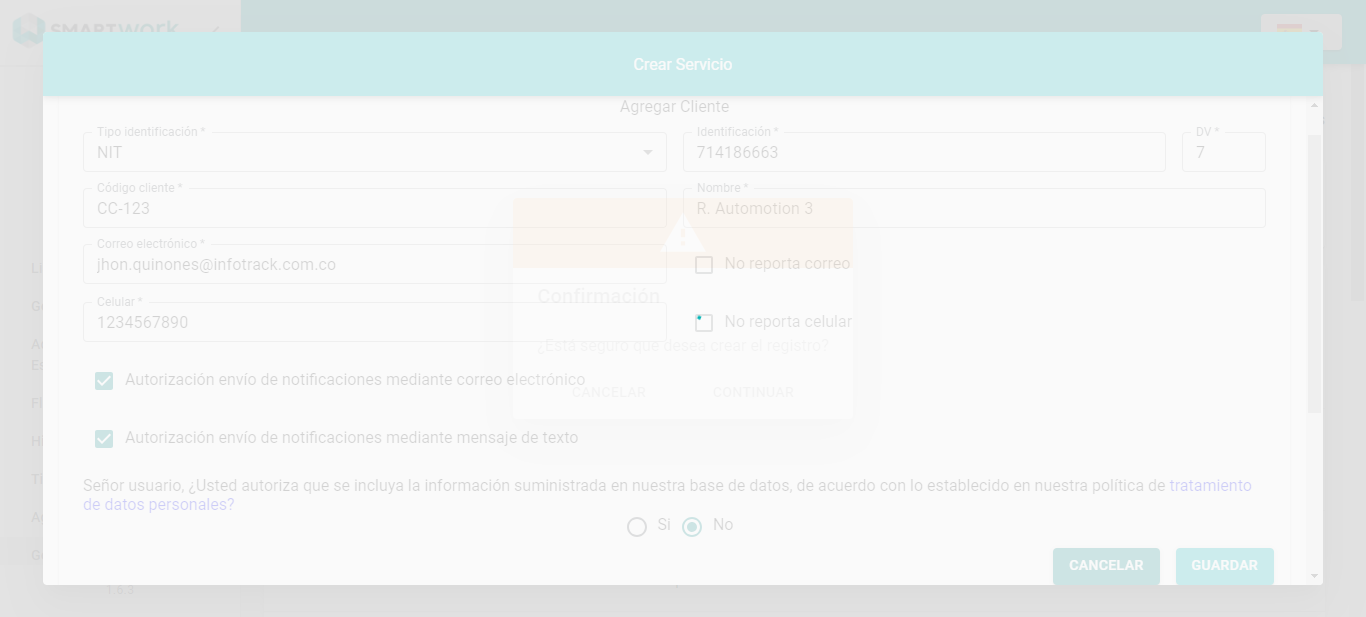 SMARTWORK
Crear Servicio
Agregar Cliente
Tipo identificación *
NIT
Identificación *
714186663
DV *
7
Código cliente *
CC-123
Nombre *
R. Automotion 3
Correo electrónico *
jhon.quinones@infotrack.com.co
No reporta correo
Confirmación
Celular *
1234567890
No reporta celular
¿Está seguro que desea crear el registro?
Autorización envío de notificaciones mediante correo electrónico
CANCELAR CONTINUAR
Autorización envío de notificaciones mediante mensaje de texto
Señor usuario, ¿Usted autoriza que se incluya la información suministrada en nuestra base de datos, de acuerdo con lo establecido en nuestra política de tratamiento
de datos personales?
Si No
CANCELAR GUARDAR
1.6.3